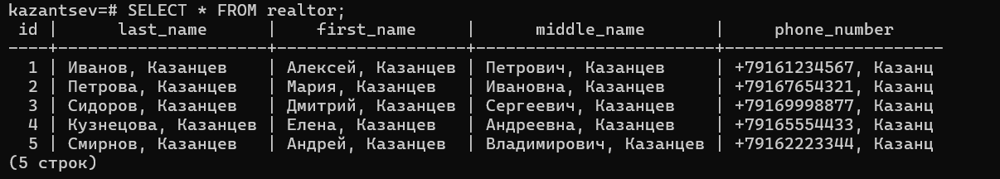 kazantsev=# SELECT * FROM realtor;
 id |      last_name      |    first_name     |      middle_name       |     phone_number
----+---------------------+-------------------+------------------------+----------------------
  1 | Иванов, Казанцев    | Алексей, Казанцев | Петрович, Казанцев     | +79161234567, Казанц
  2 | Петрова, Казанцев   | Мария, Казанцев   | Ивановна, Казанцев     | +79167654321, Казанц
  3 | Сидоров, Казанцев   | Дмитрий, Казанцев | Сергеевич, Казанцев    | +79169998877, Казанц
  4 | Кузнецова, Казанцев | Елена, Казанцев   | Андреевна, Казанцев    | +79165554433, Казанц
  5 | Смирнов, Казанцев   | Андрей, Казанцев  | Владимирович, Казанцев | +79162223344, Казанц
(5 строк)